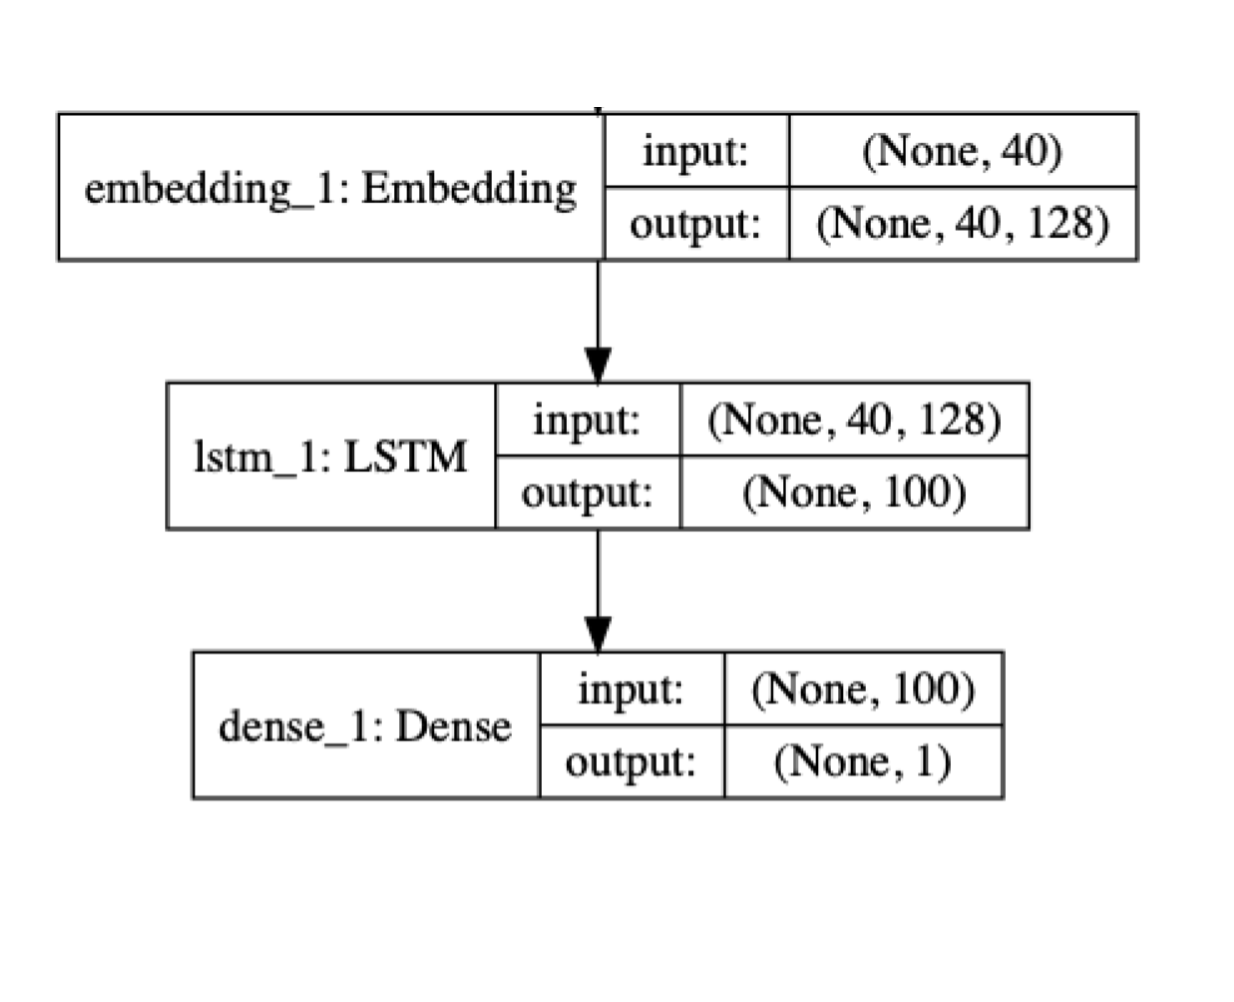 embedding_1: Embedding
input:
(None, 40)
output:
(None, 40, 128)
lstm_1: LSTM
input:
(None, 40, 128)
output:
(None, 100)
dense_1: Dense
input:
(None, 100)
output:
(None, 1)